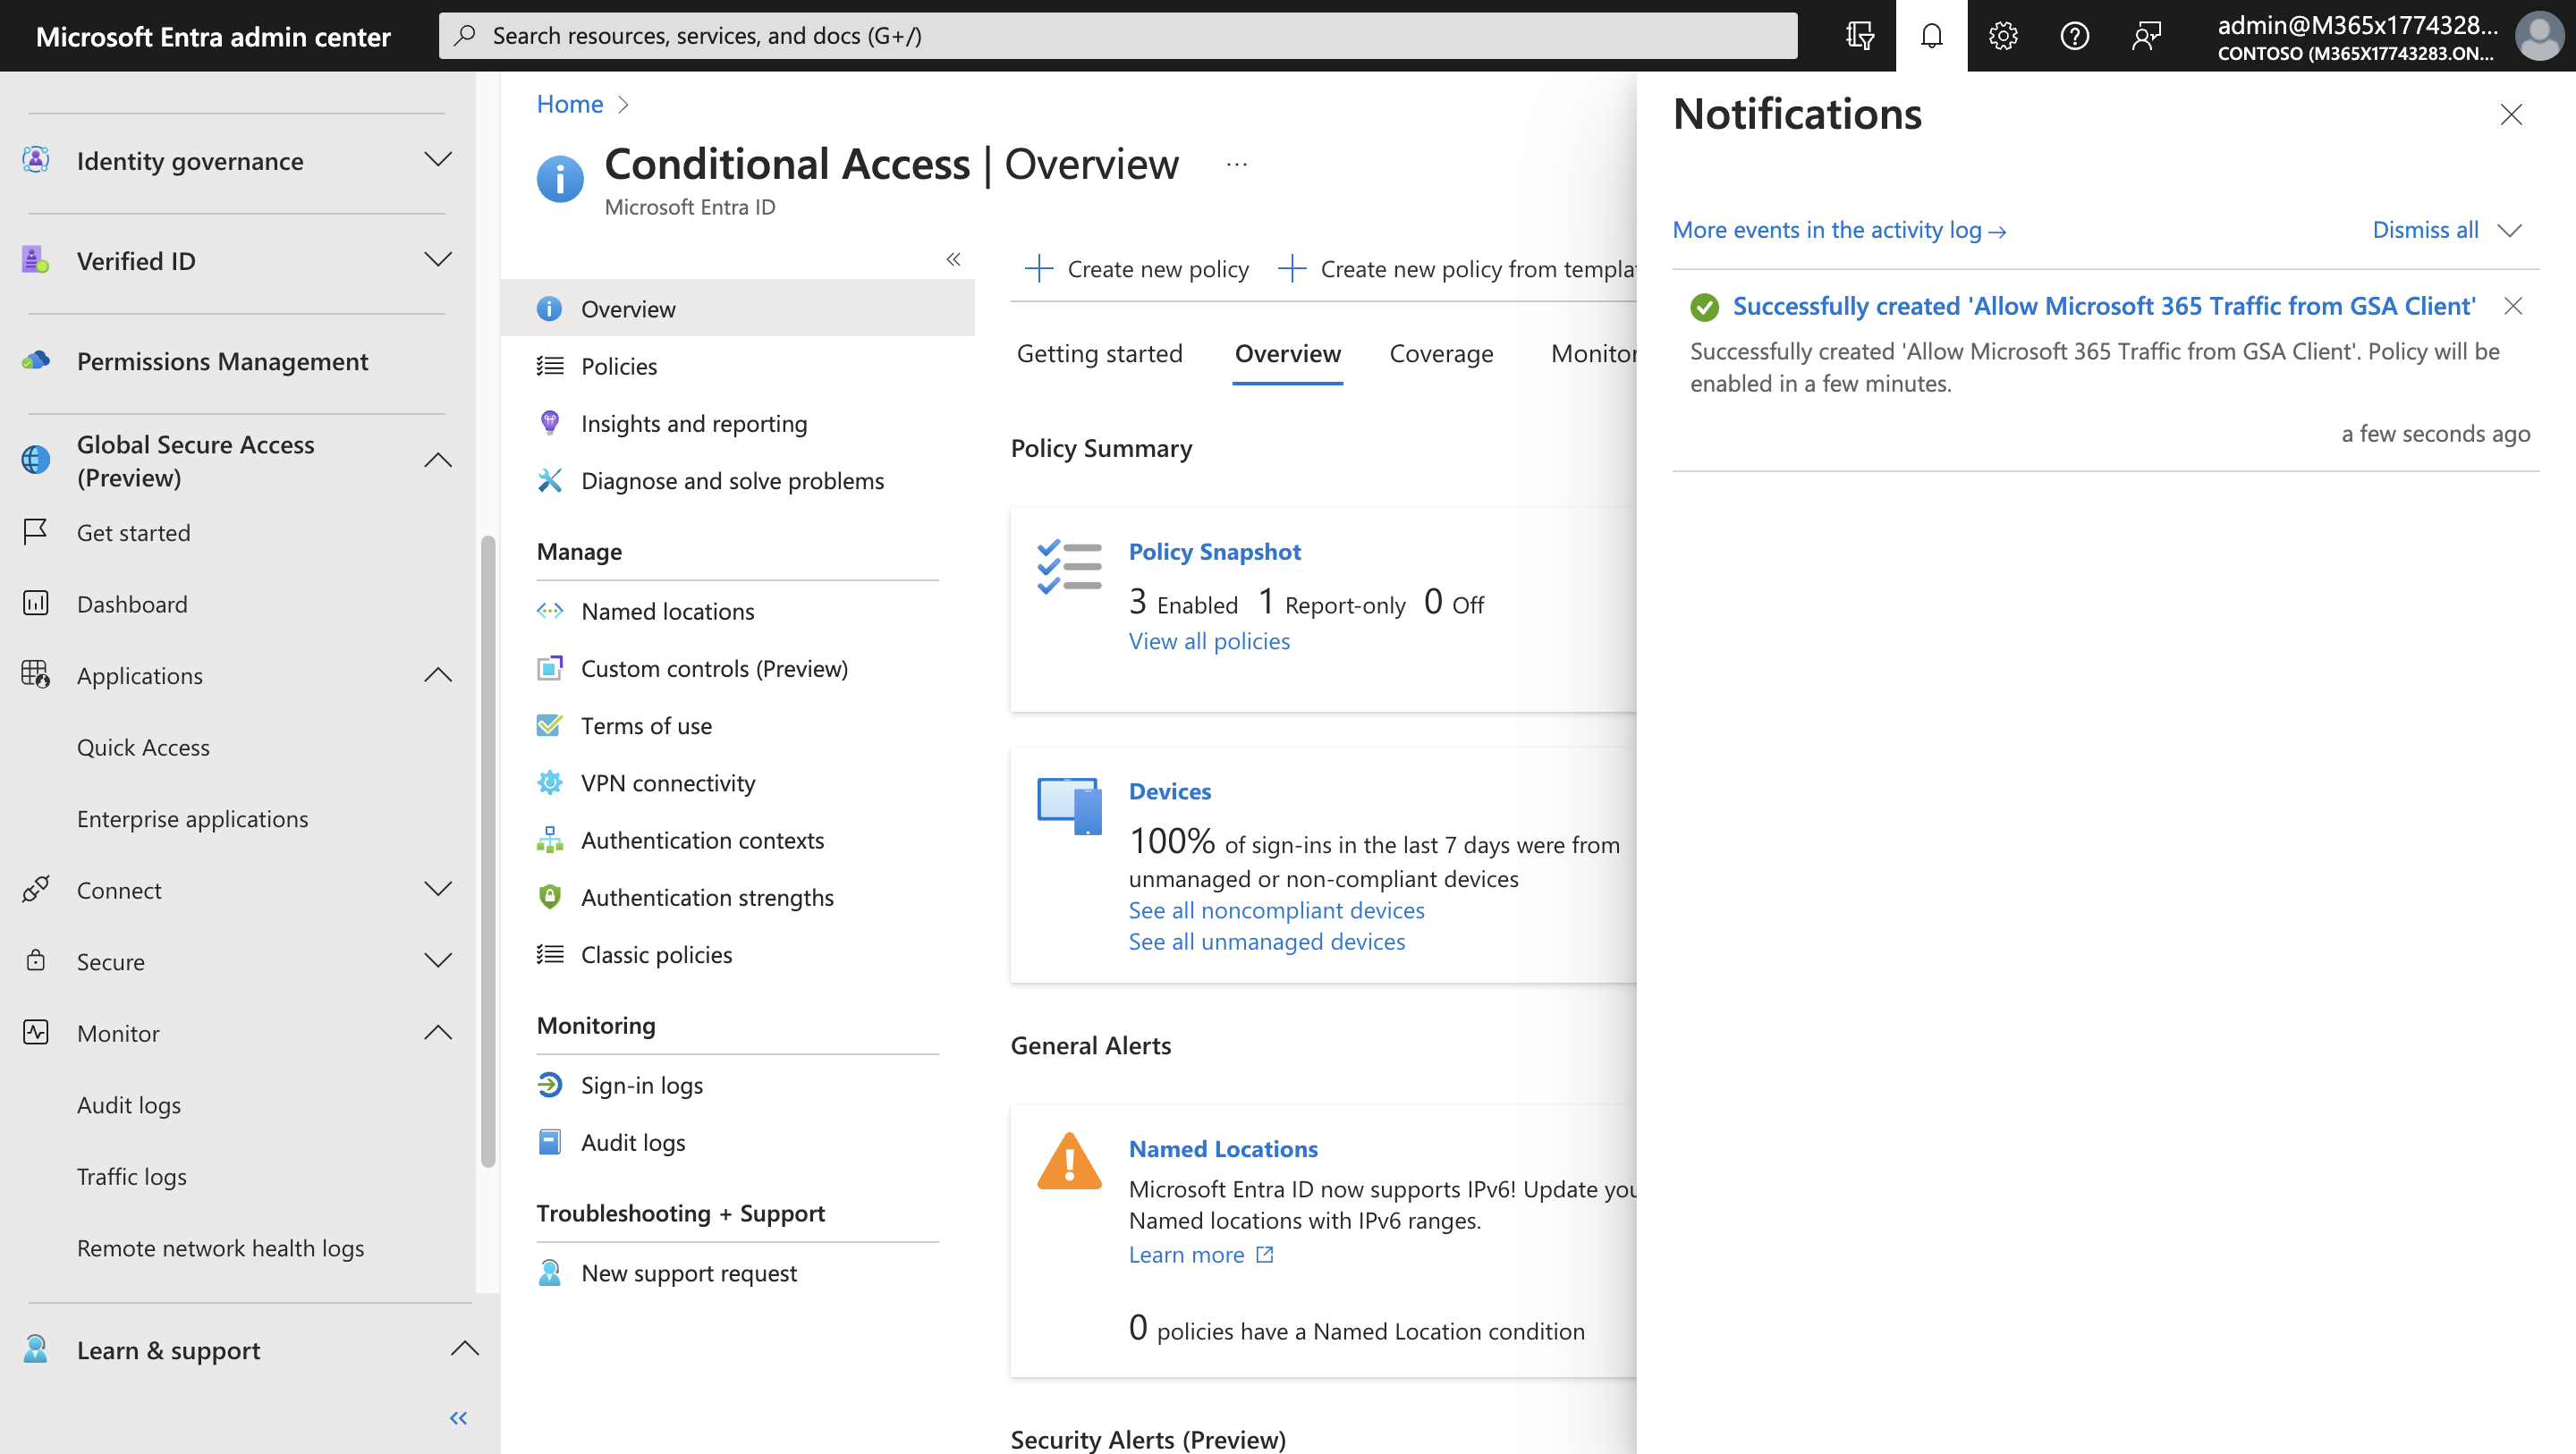 Microsoft Entra admin center
Search resources, services, and docs (G+/)
admin@M365x1774328...
CONTOSO (M365X17743283.ON...
Identity governance
Verified ID
Permissions Management
Global Secure Access
(Preview)
Get started
Dashboard
Applications
Quick Access
Enterprise applications
Connect
Secure
Monitor
Audit logs
Traffic logs
Remote network health logs
Learn & support
Home
Conditional Access | Overview
...
Microsoft Entra ID
Overview
Policies
Insights and reporting
Diagnose and solve problems
Manage
Named locations
Custom controls (Preview)
Terms of use
VPN connectivity
Authentication contexts
Authentication strengths
Classic policies
Monitoring
Sign-in logs
Audit logs
Troubleshooting + Support
New support request
Create new policy
Create new policy from templat
Getting started
Overview
Coverage
Monitor
Policy Summary
Policy Snapshot
3 Enabled 1 Report-only 0 Off
View all policies
Devices
100% of sign-ins in the last 7 days were from
unmanaged or non-compliant devices
See all noncompliant devices
See all unmanaged devices
General Alerts
Named Locations
Microsoft Entra ID now supports IPv6! Update you
Named locations with IPv6 ranges.
Learn more
0 policies have a Named Location condition
Security Alerts (Preview)
Notifications
More events in the activity log →
Dismiss all
Successfully created 'Allow Microsoft 365 Traffic from GSA Client'
Successfully created 'Allow Microsoft 365 Traffic from GSA Client'. Policy will be
enabled in a few minutes.
a few seconds ago